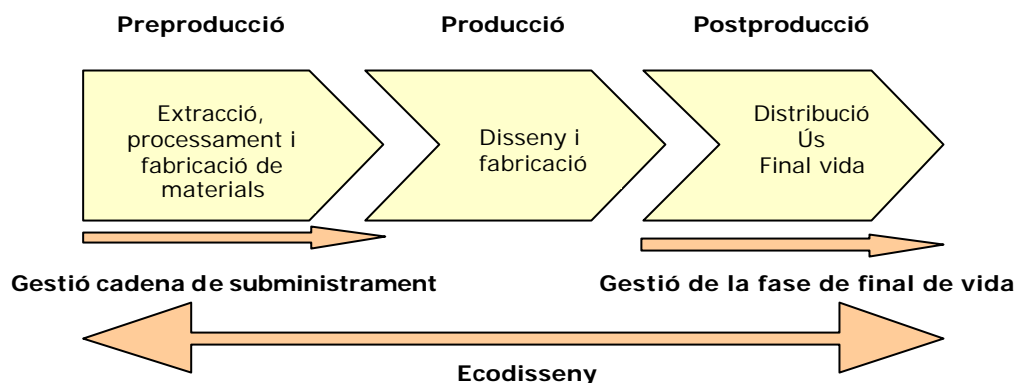 Preproducció
Producció
Postproducció
Extracció,
processament i
fabricació de
materials
Disseny i
fabricació
Distribució
Ús
Final vida
Gestió cadena de subministrament
Gestió de la fase de final de vida
Ecodisseny